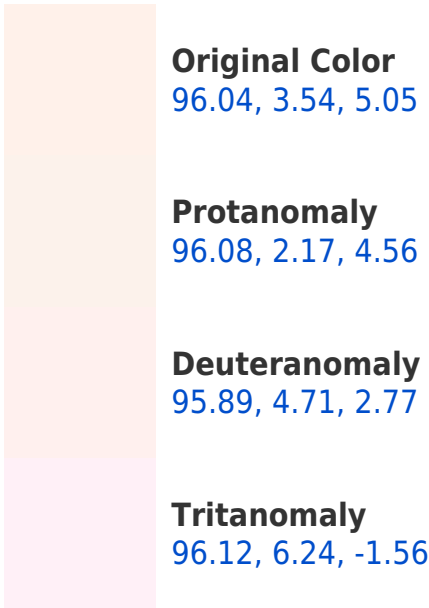 Original Color
96.04, 3.54, 5.05
Protanomaly
96.08, 2.17, 4.56
Deuteranomaly
95.89, 4.71, 2.77
Tritanomaly
96.12, 6.24, -1.56